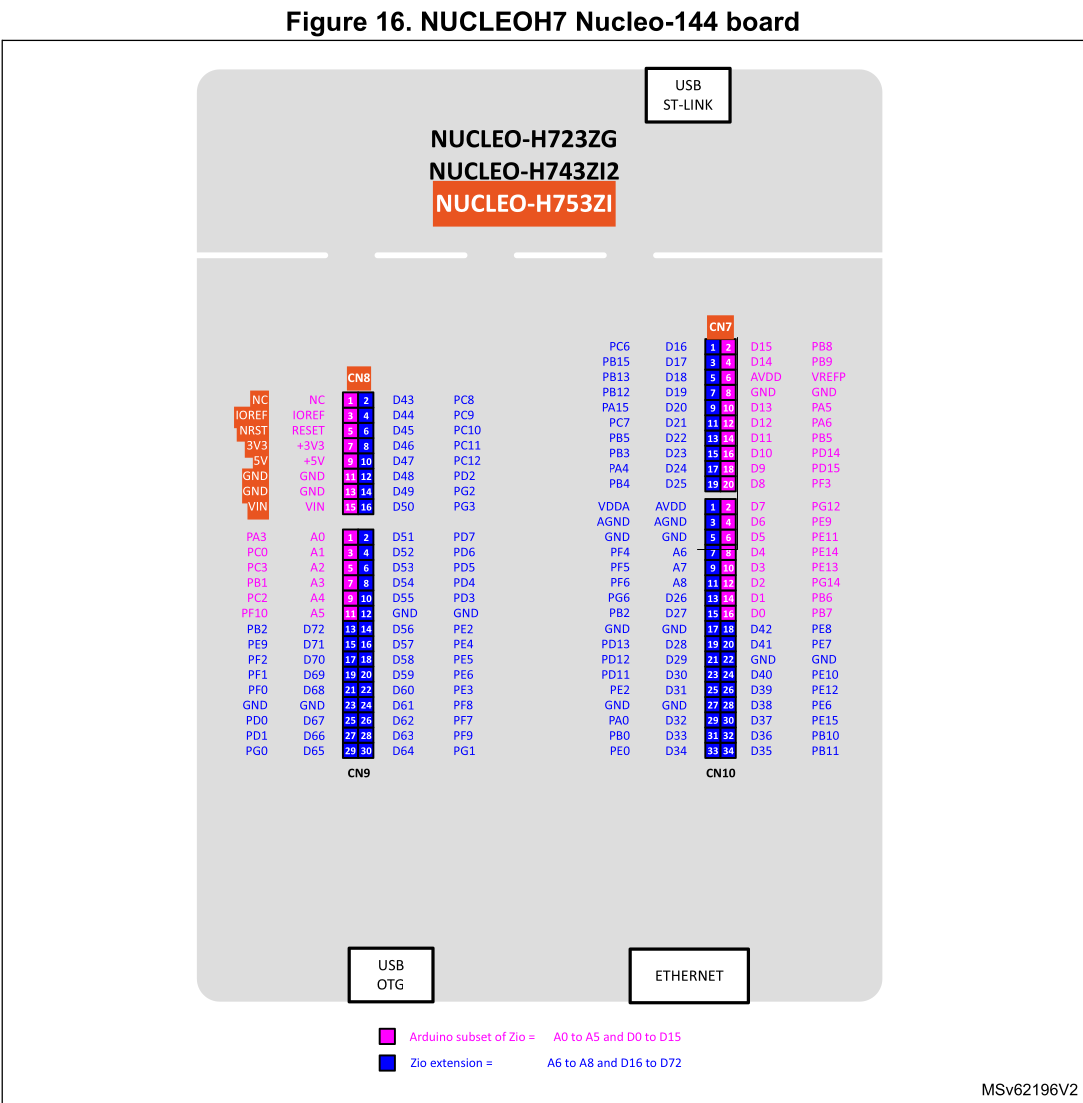 Figure 16. NUCLEOH7 Nucleo-144 board
USB
ST-LINK
NUCLEO-H723ZG
NUCLEO-H743ZI2
NUCLEO-H753ZI
CN8
NC NC 1 2 D43 PC8
IOREF IOREF 3 4 D44 PC9
NRST RESET 5 6 D45 PC10
3V3 +3V3 7 8 D46 PC11
5V +5V 9 10 D47 PC12
GND GND 11 12 D48 PD2
GND GND 13 14 D49 PG2
VIN VIN 15 16 D50 PG3
PA3 A0 1 2 D51 PD7
PC0 A1 3 4 D52 PD6
PC3 A2 5 6 D53 PD5
PB1 A3 7 8 D54 PD4
PC2 A4 9 10 D55 PD3
PF10 A5 11 12 GND GND
PB2 D72 13 14 D56 PE2
PE9 D71 15 16 D57 PE4
PF2 D70 17 18 D58 PE5
PF1 D69 19 20 D59 PE6
PF0 D68 21 22 D60 PE3
GND GND 23 24 D61 PF8
PD0 D67 25 26 D62 PF7
PD1 D66 27 28 D63 PF9
PG0 D65 29 30 D64 PG1
CN9
CN7
PC6 D16 1 2 D15 PB8
PB15 D17 3 4 D14 PB9
PB13 D18 5 6 AVDD VREFP
PB12 D19 7 8 GND GND
PA15 D20 9 10 D13 PA5
PC7 D21 11 12 D12 PA6
PB5 D22 13 14 D11 PB5
PB3 D23 15 16 D10 PD14
PA4 D24 17 18 D9 PD15
PB4 D25 19 20 D8 PF3
VDDA AVDD 1 2 D7 PG12
AGND AGND 3 4 D6 PE9
GND GND 5 6 D5 PE11
PF4 A6 7 8 D4 PE14
PF5 A7 9 10 D3 PE13
PF6 A8 11 12 D2 PG14
PG6 D26 13 14 D1 PB6
PB2 D27 15 16 D0 PB7
GND GND 17 18 D42 PE8
PD13 D28 19 20 D41 PE7
PD12 D29 21 22 GND GND
PD11 D30 23 24 D40 PE10
PE2 D31 25 26 D39 PE12
GND GND 27 28 D38 PE6
PA0 D32 29 30 D37 PE15
PB0 D33 31 32 D36 PB10
PE0 D34 33 34 D35 PB11
CN10
USB
OTG
ETHERNET
Arduino subset of Zio = A0 to A5 and D0 to D15
Zio extension = A6 to A8 and D16 to D72
MSv62196V2